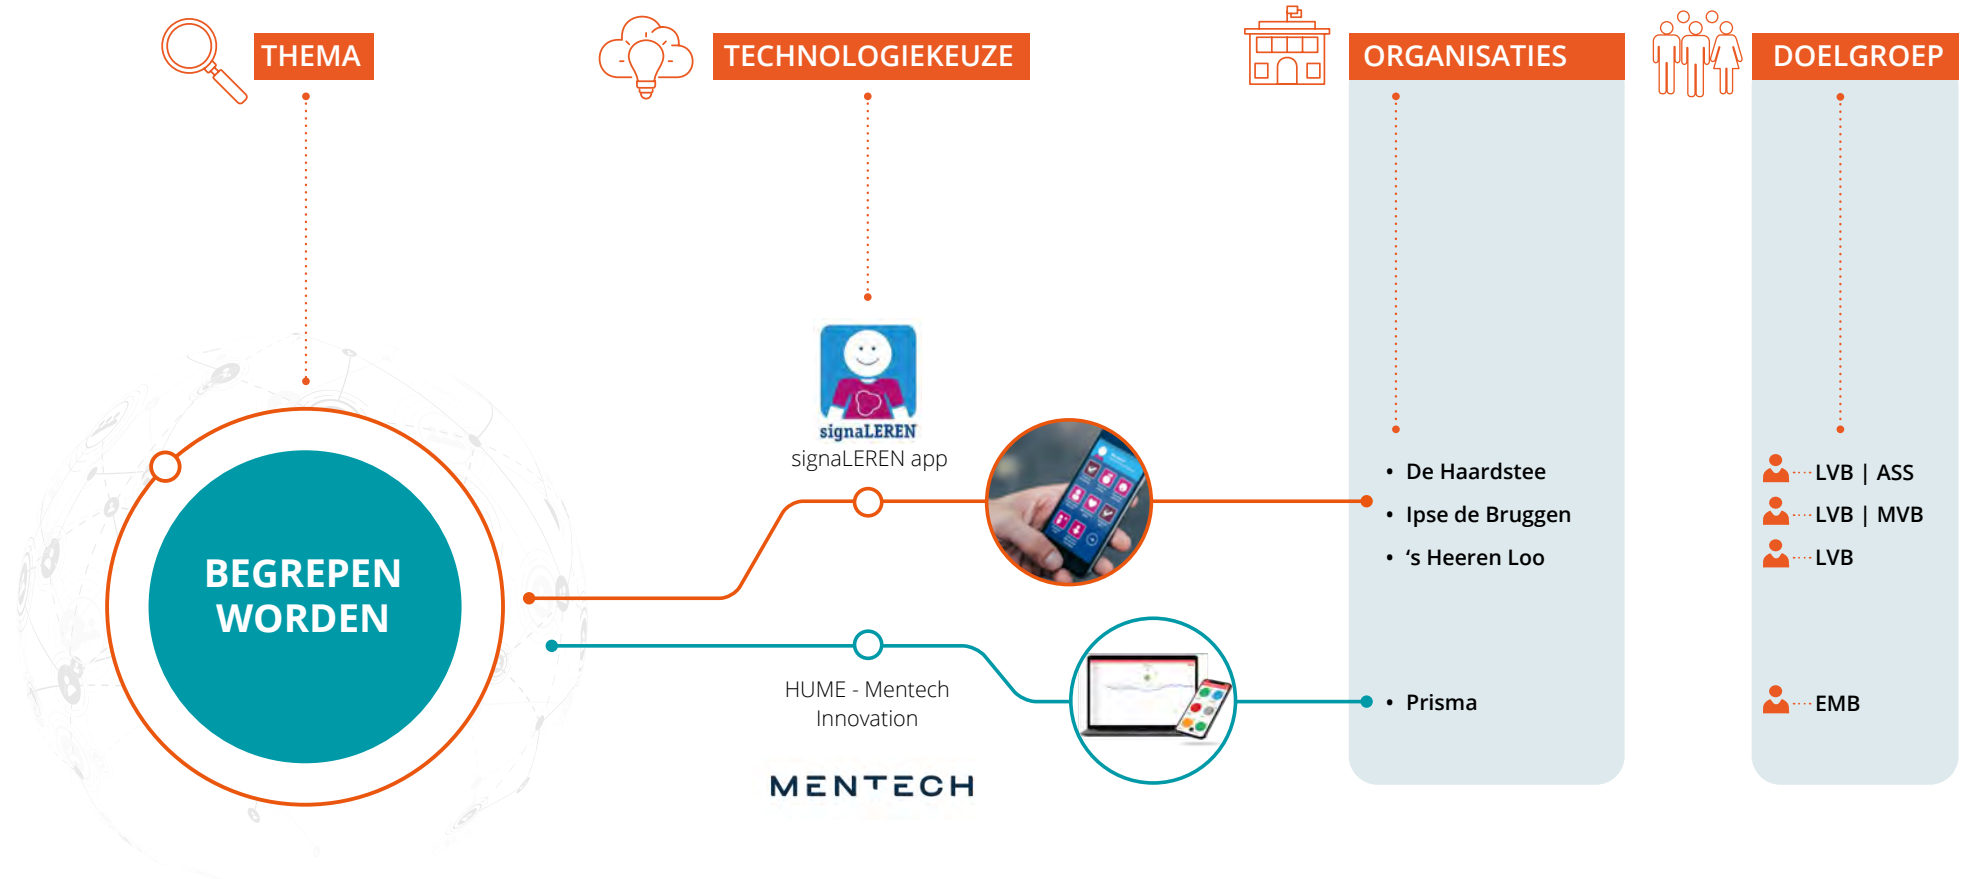 THEMA
TECHNOLOGIEKEUZE
ORGANISATIES
DOELGROEP
signaLEREN
signaLEREN app
BEGREPEN
WORDEN
• De Haardstee
• Ipse de Bruggen
• ‘s Heeren Loo
LVB | ASS
LVB | MVB
LVB
HUME - Mentech
Innovation
MENTECH
• Prisma
EMB